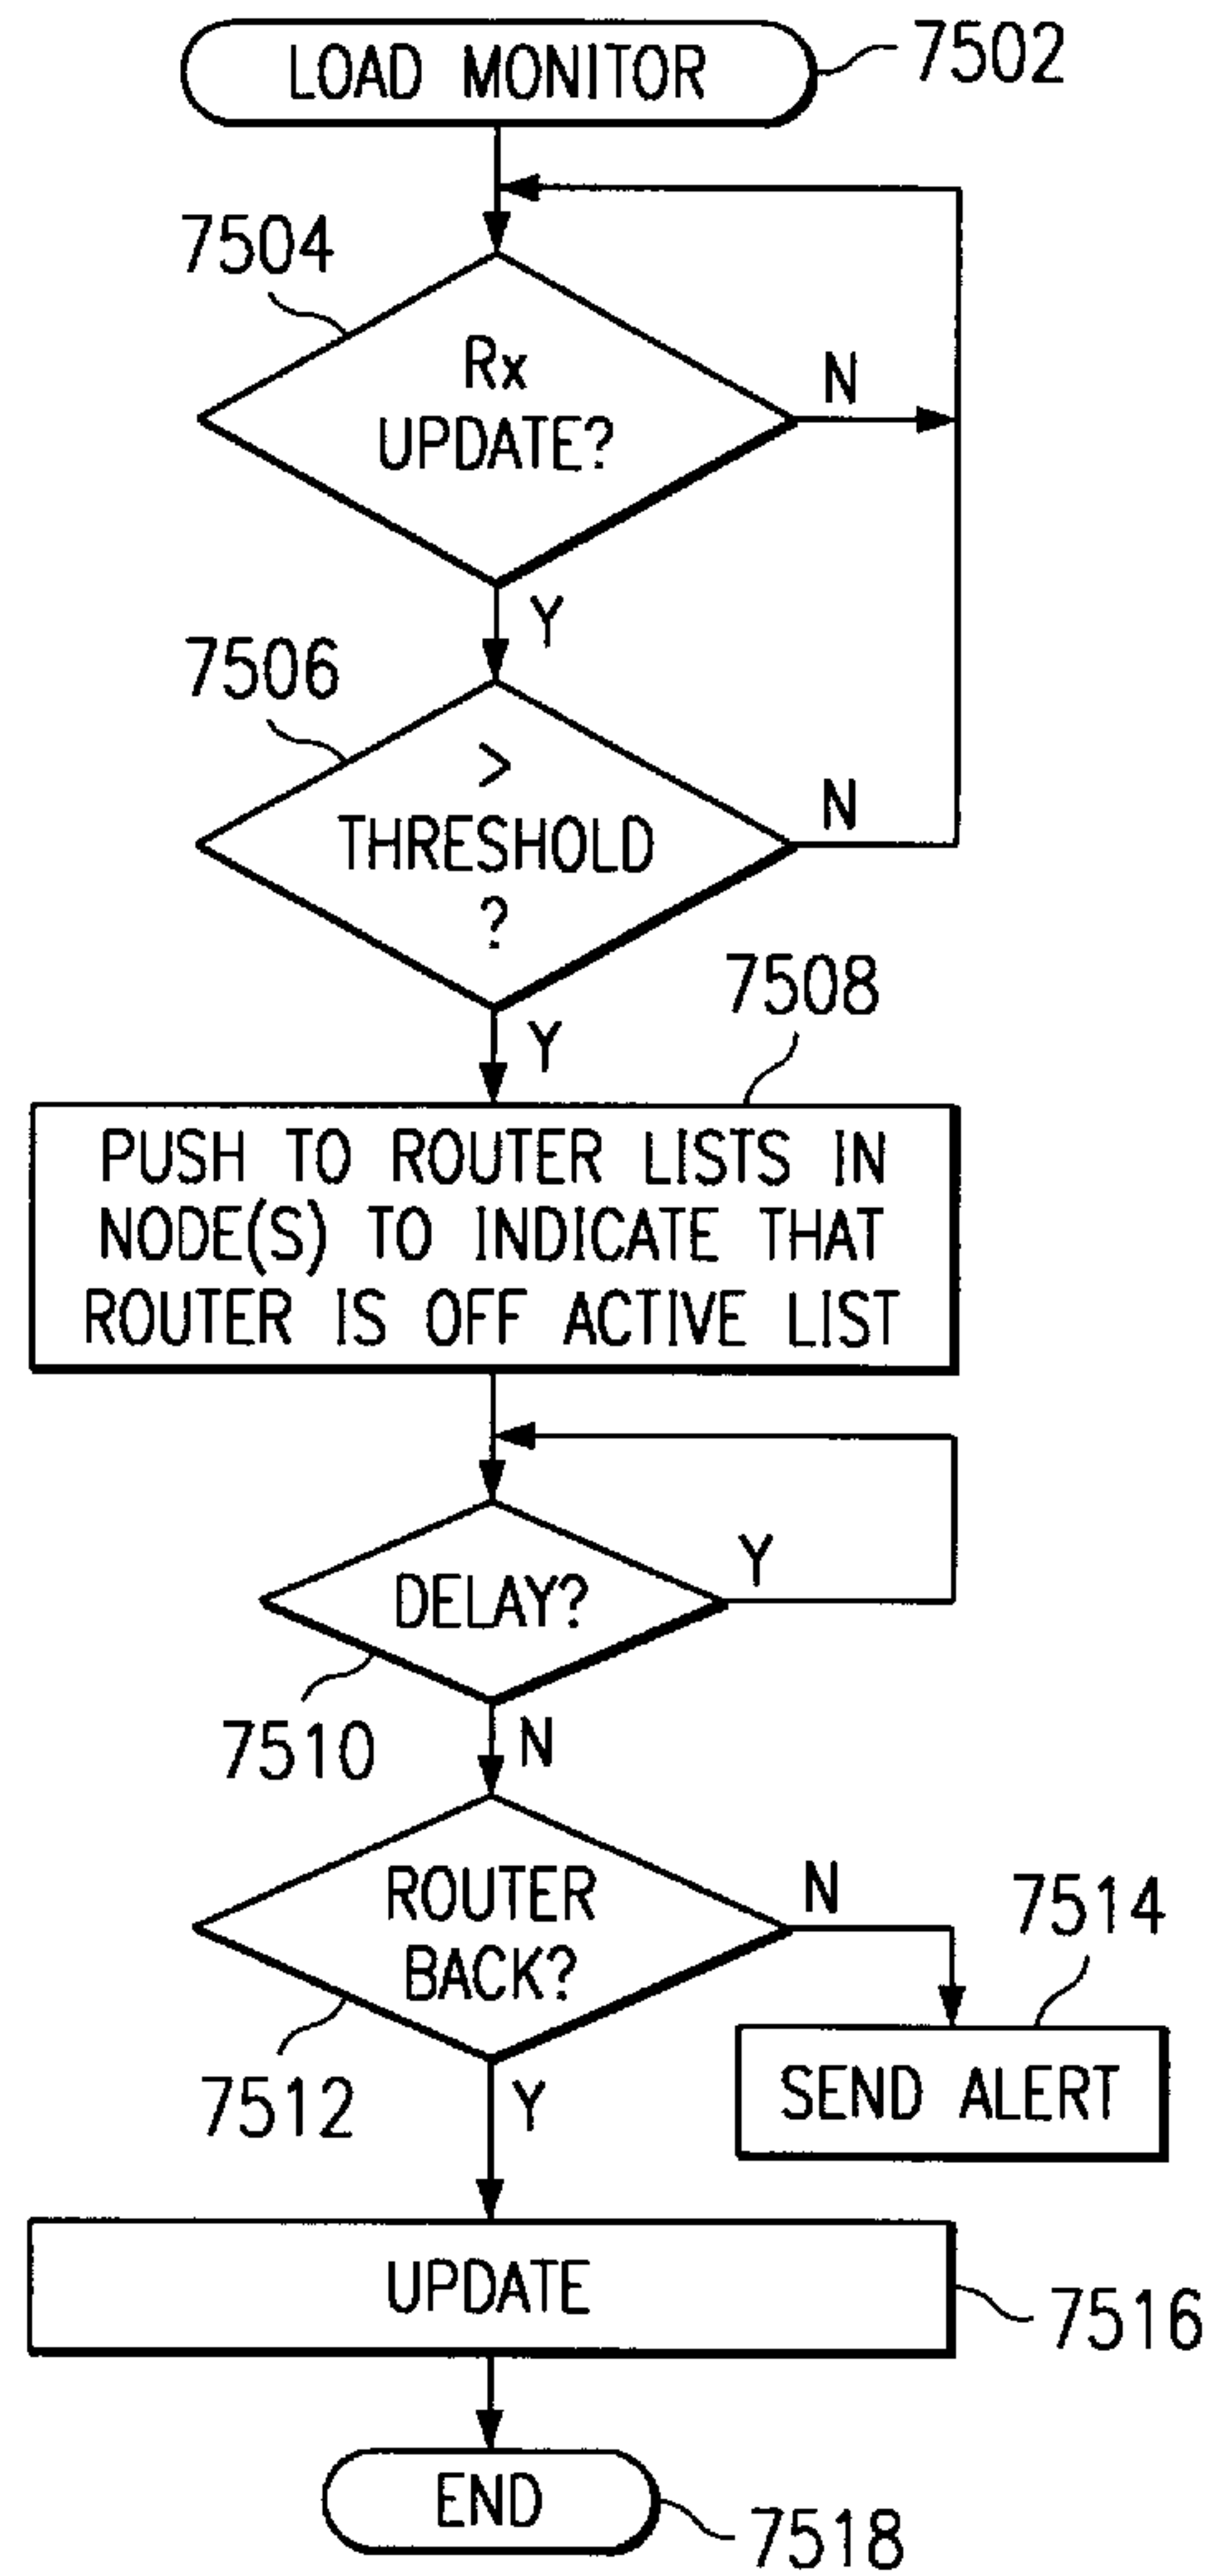 LOAD MONITOR
7502
7504
Rx
UPDATE?
N
Y
7506
>
THRESHOLD
?
N
Y
7508
PUSH TO ROUTER LISTS IN
NODE(S) TO INDICATE THAT
ROUTER IS OFF ACTIVE LIST
DELAY?
Y
7510
N
ROUTER
BACK?
N
7514
7512
SEND ALERT
Y
UPDATE
7516
END
7518